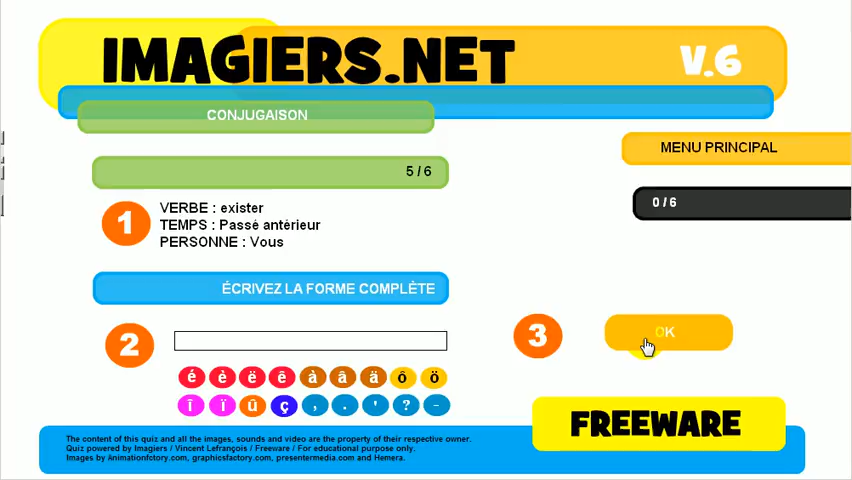 IMAGIERS.NET
V.6
CONJUGAISON
MENU PRINCIPAL
5 / 6
0 / 6
1
VERBE : exister
TEMPS : Passé antérieur
PERSONNE : Vous
ÉCRIVEZ LA FORME COMPLÈTE
2
3
OK
é è ë ê à â ä ô ö
î ï û ç , . ' ? -
FREEWARE
The content of this quiz and all the images, sounds and video are the property of their respective owner.
Quiz powered by Imagiers / Vincent Lefrançois / Freeware / For educational purpose only.
Images by Animationfctory.com, graphicsfactory.com, presentermedia.com and Hemera.